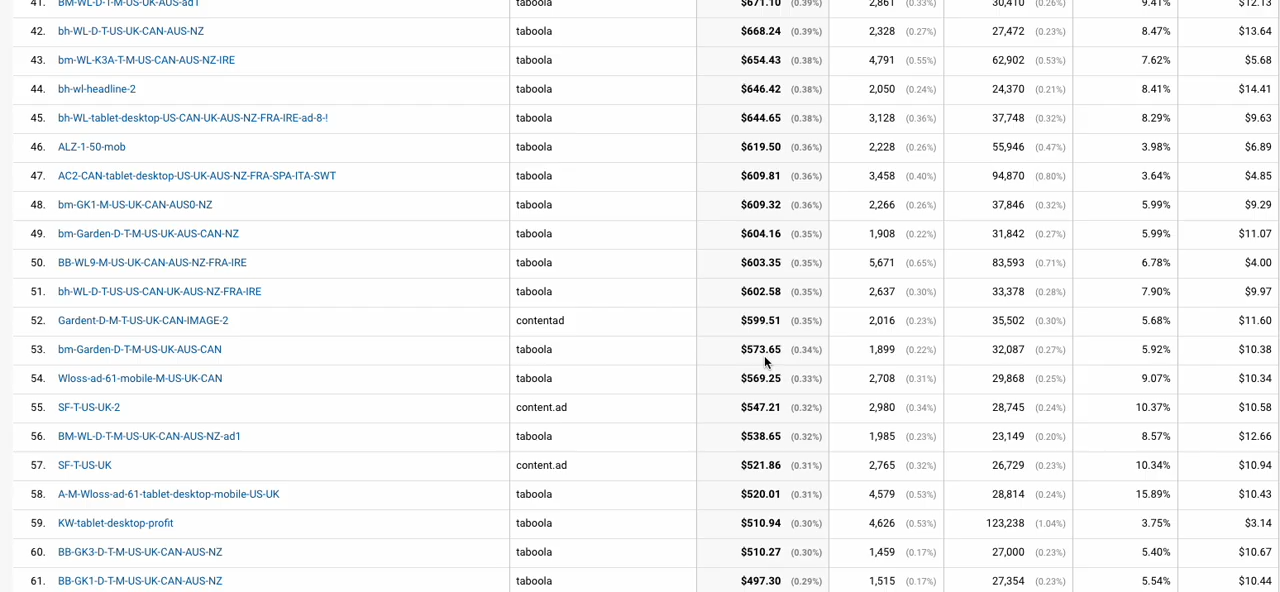 41. BM-WL-D-T-M-US-UK-AUS-ad1 taboola $671.10 (0.39%) 2,861 (0.33%) 30,410 (0.26%) 9.41% $12.13
42. bh-WL-D-T-US-UK-CAN-AUS-NZ taboola $668.24 (0.39%) 2,328 (0.27%) 27,472 (0.23%) 8.47% $13.64
43. bm-WL-K3A-T-M-US-CAN-AUS-NZ-IRE taboola $654.43 (0.38%) 4,791 (0.55%) 62,902 (0.53%) 7.62% $5.68
44. bh-wl-headline-2 taboola $646.42 (0.38%) 2,050 (0.24%) 24,370 (0.21%) 8.41% $14.41
45. bh-WL-tablet-desktop-US-CAN-UK-AUS-NZ-FRA-IRE-ad-8-! taboola $644.65 (0.38%) 3,128 (0.36%) 37,748 (0.32%) 8.29% $9.63
46. ALZ-1-50-mob taboola $619.50 (0.36%) 2,228 (0.26%) 55,946 (0.47%) 3.98% $6.89
47. AC2-CAN-tablet-desktop-US-UK-AUS-NZ-FRA-SPA-ITA-SWT taboola $609.81 (0.36%) 3,458 (0.40%) 94,870 (0.80%) 3.64% $4.85
48. bm-GK1-M-US-UK-CAN-AUS0-NZ taboola $609.32 (0.36%) 2,266 (0.26%) 37,846 (0.32%) 5.99% $9.29
49. bm-Garden-D-T-M-US-UK-AUS-CAN-NZ taboola $604.16 (0.35%) 1,908 (0.22%) 31,842 (0.27%) 5.99% $11.07
50. BB-WL9-M-US-UK-CAN-AUS-NZ-FRA-IRE taboola $603.35 (0.35%) 5,671 (0.65%) 83,593 (0.71%) 6.78% $4.00
51. bh-WL-D-T-US-US-CAN-UK-AUS-NZ-FRA-IRE taboola $602.58 (0.35%) 2,637 (0.30%) 33,378 (0.28%) 7.90% $9.97
52. Gardent-D-M-T-US-UK-CAN-IMAGE-2 contentad $599.51 (0.35%) 2,016 (0.23%) 35,502 (0.30%) 5.68% $11.60
53. bm-Garden-D-T-M-US-UK-AUS-CAN taboola $573.65 (0.34%) 1,899 (0.22%) 32,087 (0.27%) 5.92% $10.38
54. Wloss-ad-61-mobile-M-US-UK-CAN taboola $569.25 (0.33%) 2,708 (0.31%) 29,868 (0.25%) 9.07% $10.34
55. SF-T-US-UK-2 content.ad $547.21 (0.32%) 2,980 (0.34%) 28,745 (0.24%) 10.37% $10.58
56. BM-WL-D-T-M-US-UK-CAN-AUS-NZ-ad1 taboola $538.65 (0.32%) 1,985 (0.23%) 23,149 (0.20%) 8.57% $12.66
57. SF-T-US-UK content.ad $521.86 (0.31%) 2,765 (0.32%) 26,729 (0.23%) 10.34% $10.94
58. A-M-Wloss-ad-61-tablet-desktop-mobile-US-UK taboola $520.01 (0.31%) 4,579 (0.53%) 28,814 (0.24%) 15.89% $10.43
59. KW-tablet-desktop-profit taboola $510.94 (0.30%) 4,626 (0.53%) 123,238 (1.04%) 3.75% $3.14
60. BB-GK3-D-T-M-US-UK-CAN-AUS-NZ taboola $510.27 (0.30%) 1,459 (0.17%) 27,000 (0.23%) 5.40% $10.67
61. BB-GK1-D-T-M-US-UK-CAN-AUS-NZ taboola $497.30 (0.29%) 1,515 (0.17%) 27,354 (0.23%) 5.54% $10.44